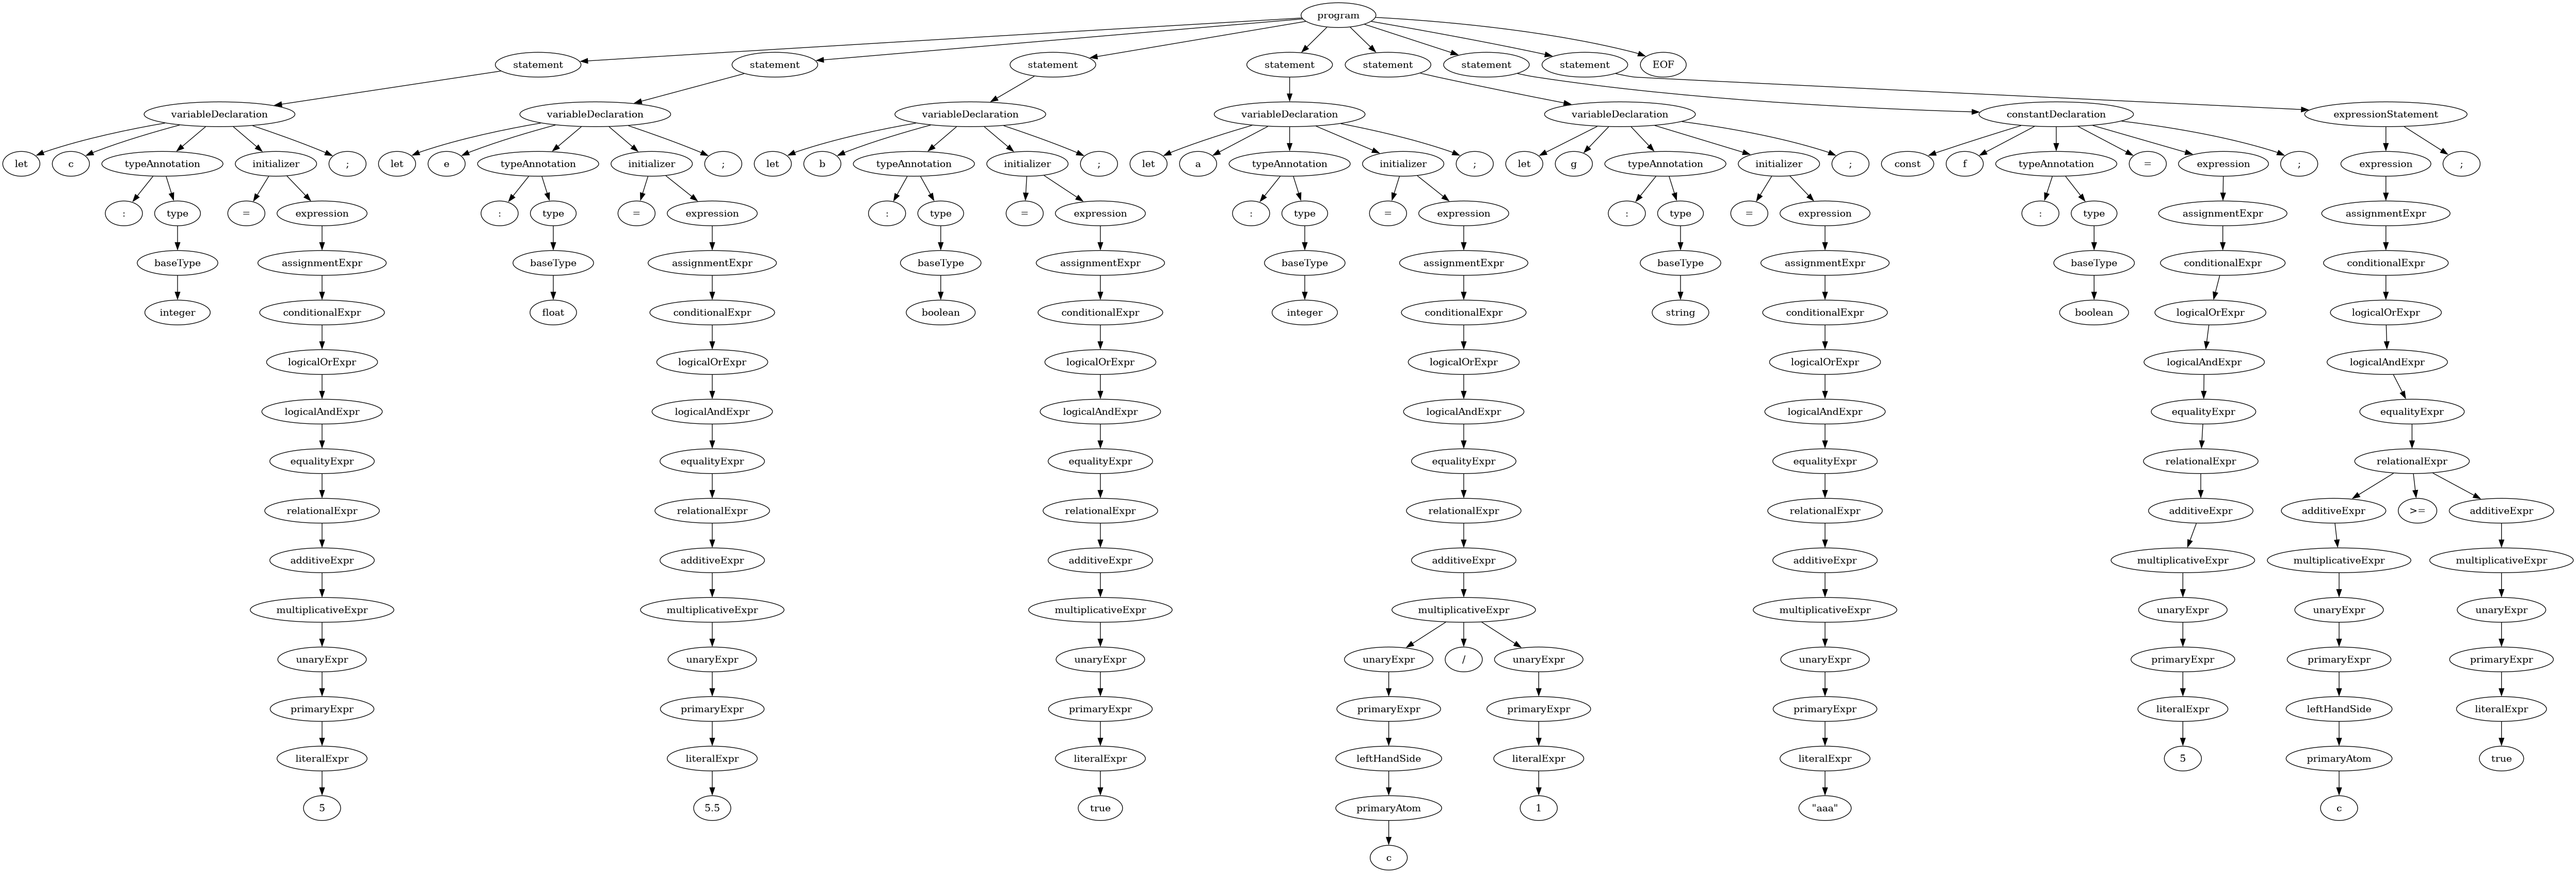 program
statement statement statement statement statement statement statement EOF
variableDeclaration variableDeclaration variableDeclaration variableDeclaration variableDeclaration constantDeclaration expressionStatement
let c typeAnnotation initializer ; let e typeAnnotation initializer ; let b typeAnnotation initializer ; let a typeAnnotation initializer ; let g typeAnnotation initializer ; const f typeAnnotation = expression ; expression ;
: type = expression : type = expression : type = expression : type = expression : type = expression : type assignmentExpr assignmentExpr
baseType assignmentExpr baseType assignmentExpr baseType assignmentExpr baseType assignmentExpr baseType assignmentExpr baseType conditionalExpr conditionalExpr
integer conditionalExpr float conditionalExpr boolean conditionalExpr integer conditionalExpr string conditionalExpr boolean logicalOrExpr logicalOrExpr
logicalOrExpr logicalOrExpr logicalOrExpr logicalOrExpr logicalOrExpr logicalAndExpr logicalAndExpr
logicalAndExpr logicalAndExpr logicalAndExpr logicalAndExpr logicalAndExpr equalityExpr equalityExpr
equalityExpr equalityExpr equalityExpr equalityExpr equalityExpr relationalExpr relationalExpr
relationalExpr relationalExpr relationalExpr relationalExpr relationalExpr additiveExpr additiveExpr >= additiveExpr
additiveExpr additiveExpr additiveExpr additiveExpr additiveExpr multiplicativeExpr multiplicativeExpr multiplicativeExpr
multiplicativeExpr multiplicativeExpr multiplicativeExpr multiplicativeExpr multiplicativeExpr unaryExpr unaryExpr unaryExpr
unaryExpr unaryExpr unaryExpr unaryExpr / unaryExpr unaryExpr primaryExpr primaryExpr primaryExpr
primaryExpr primaryExpr primaryExpr primaryExpr primaryExpr primaryExpr literalExpr leftHandSide literalExpr
literalExpr literalExpr literalExpr leftHandSide literalExpr literalExpr 5 primaryAtom true
5 5.5 true primaryAtom 1 "aaa" c
c